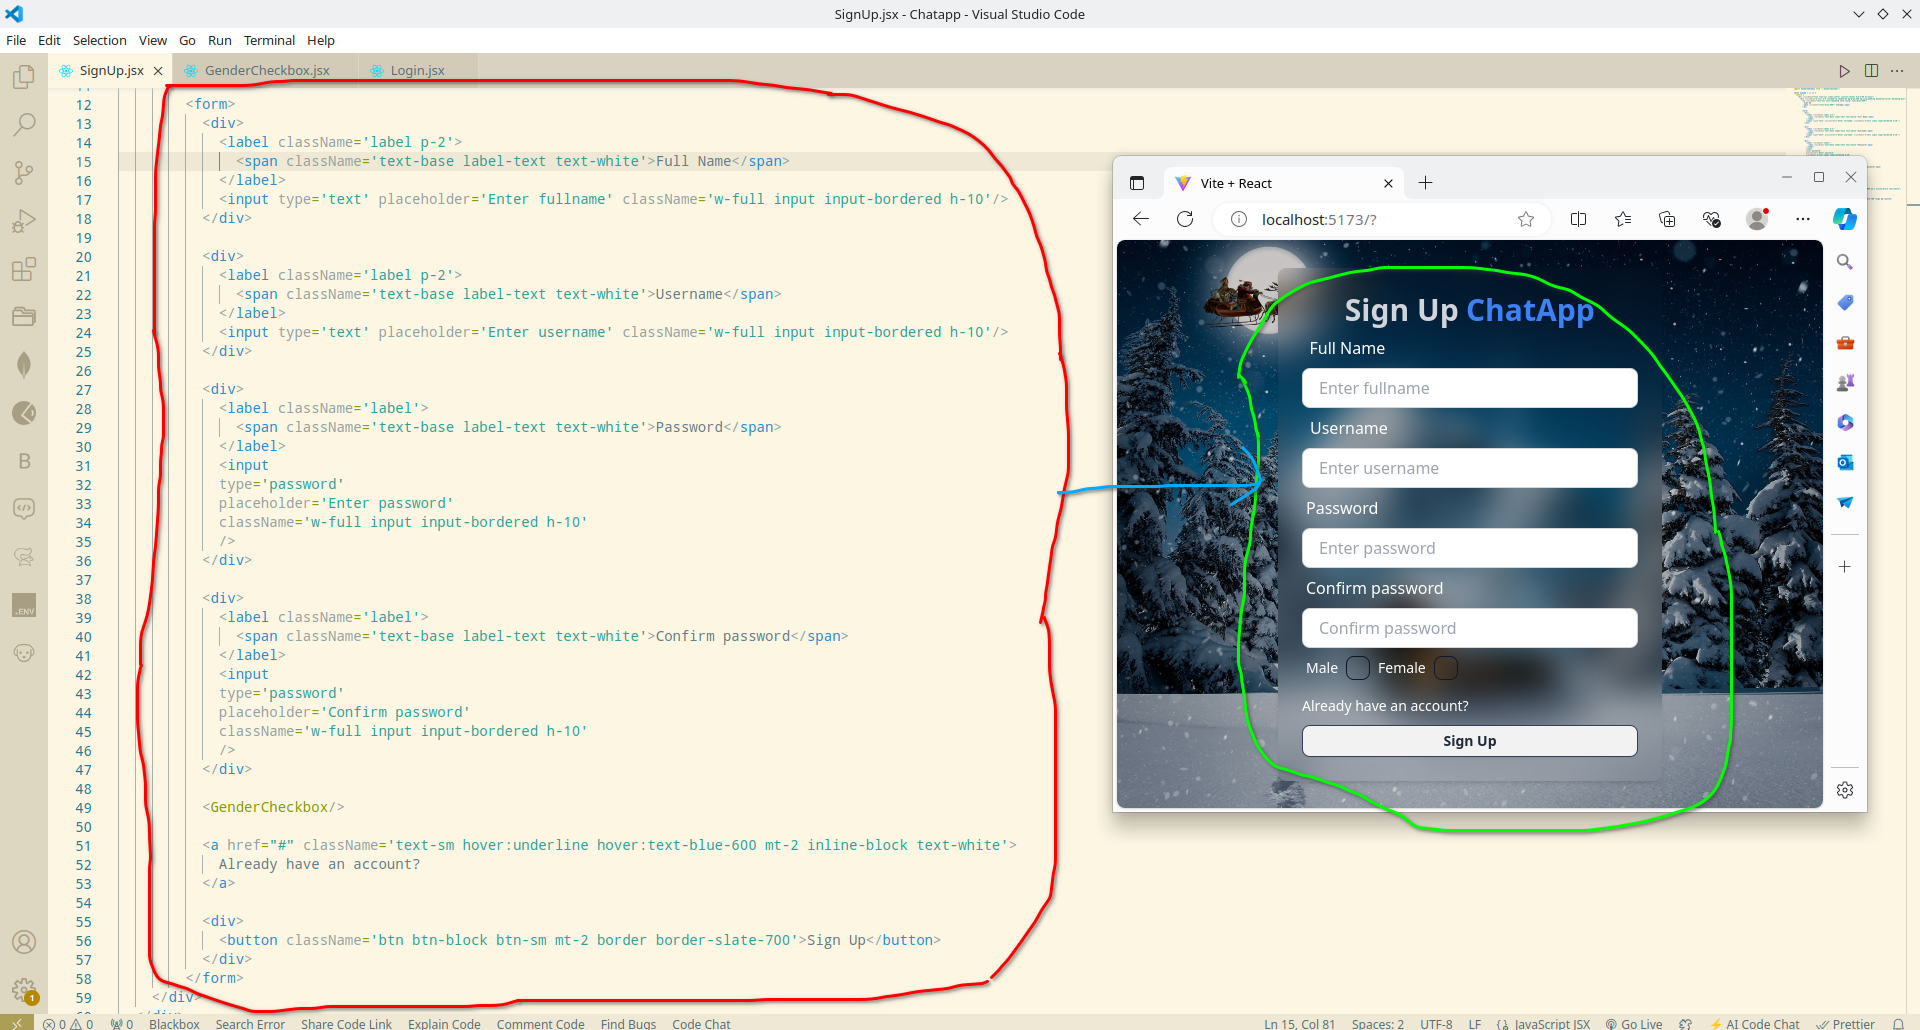 SignUp.jsx - Chatapp - Visual Studio Code
File Edit Selection View Go Run Terminal Help
SignUp.jsx GenderCheckbox.jsx Login.jsx
12 <form>
13 <div>
14 <label className='label p-2'>
15 <span className='text-base label-text text-white'>Full Name</span>
16 </label>
17 <input type='text' placeholder='Enter fullname' className='w-full input input-bordered h-10'/>
18 </div>
19
20 <div>
21 <label className='label p-2'>
22 <span className='text-base label-text text-white'>Username</span>
23 </label>
24 <input type='text' placeholder='Enter username' className='w-full input input-bordered h-10'/>
25 </div>
26
27 <div>
28 <label className='label'>
29 <span className='text-base label-text text-white'>Password</span>
30 </label>
31 <input
32 type='password'
33 placeholder='Enter password'
34 className='w-full input input-bordered h-10'
35 />
36 </div>
37
38 <div>
39 <label className='label'>
40 <span className='text-base label-text text-white'>Confirm password</span>
41 </label>
42 <input
43 type='password'
44 placeholder='Confirm password'
45 className='w-full input input-bordered h-10'
46 />
47 </div>
48
49 <GenderCheckbox/>
50
51 <a href="#" className='text-sm hover:underline hover:text-blue-600 mt-2 inline-block text-white'>
52 Already have an account?
53 </a>
54
55 <div>
56 <button className='btn btn-block btn-sm mt-2 border border-slate-700'>Sign Up</button>
57 </div>
58 </form>
59 </div>
B
.ENV
1
Vite + React
localhost:5173/?
Sign Up ChatApp
Full Name
Enter fullname
Username
Enter username
Password
Enter password
Confirm password
Confirm password
Male Female
Already have an account?
Sign Up
0 0 0 Blackbox Search Error Share Code Link Explain Code Comment Code Find Bugs Code Chat Ln 15, Col 81 Spaces: 2 UTF-8 LF JavaScript JSX Go Live AI Code Chat Prettier